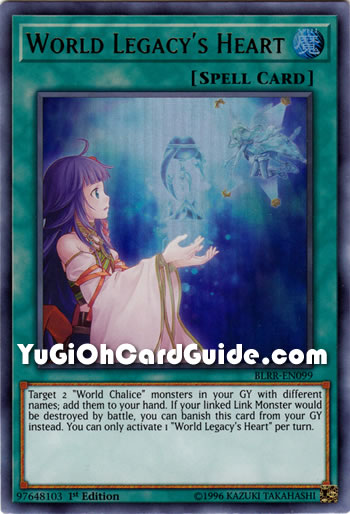 WORLD LEGACY'S HEART
SPELL
魔
[SPELL CARD]
YuGiOhCardGuide.com
BLRR-EN099
Target 2 "World Chalice" monsters in your GY with different
names; add them to your hand. If your linked Link Monster would
be destroyed by battle, you can banish this card from your GY
instead. You can only activate 1 "World Legacy's Heart" per turn.
97648103 1st Edition ©1996 KAZUKI TAKAHASHI